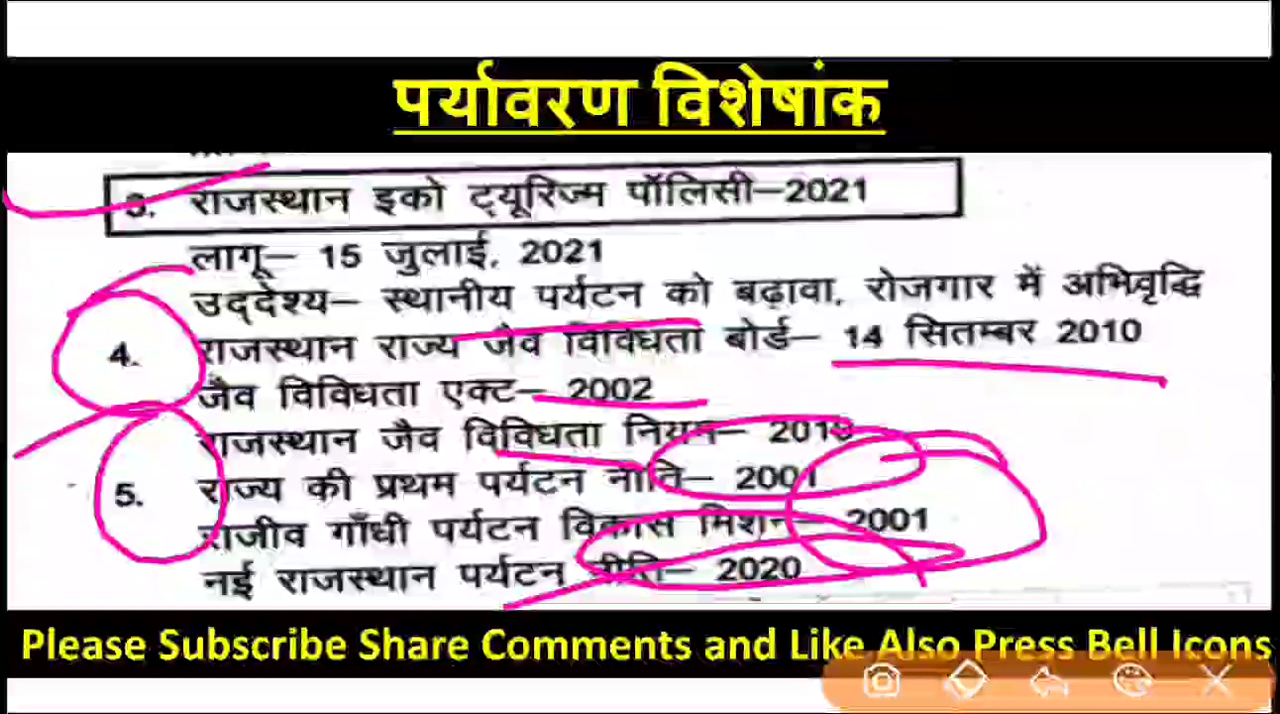 पर्यावरण विशेषांक
3. राजस्थान इको ट्यूरिज्म पॉलिसी–2021
लागू– 15 जुलाई, 2021
उद्देश्य– स्थानीय पर्यटन को बढ़ावा, रोजगार में अभिवृद्धि
4. राजस्थान राज्य जैव विविधता बोर्ड– 14 सितम्बर 2010
जैव विविधता एक्ट– 2002
राजस्थान जैव विविधता नियम–
5. राज्य की प्रथम पर्यटन नीति– 2001
राजीव गाँधी पर्यटन विकास मिशन– 2001
नई राजस्थान पर्यटन नीति– 2020
Please Subscribe Share Comments and Like Also Press Bell Icons